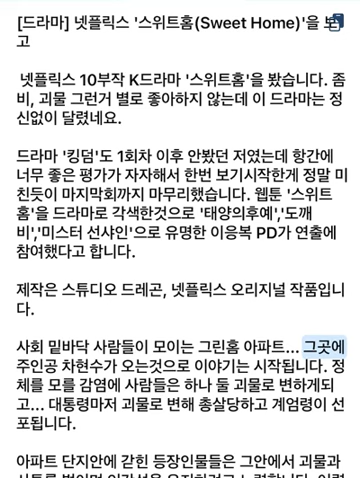 [드라마] 넷플릭스 '스위트홈(Sweet Home)'을 보
고
넷플릭스 10부작 K드라마 '스위트홈'을 봤습니다. 좀
비, 괴물 그런거 별로 좋아하지 않는데 이 드라마는 정
신없이 달렸네요.
드라마 '킹덤'도 1회차 이후 안봤던 저였는데 항간에
너무 좋은 평가가 자자해서 한번 보기시작한게 정말 미
친듯이 마지막회까지 마무리했습니다. 웹툰 '스위트
홈'을 드라마로 각색한것으로 '태양의후예','도깨
비','미스터 선샤인'으로 유명한 이응복 PD가 연출에
참여했다고 합니다.
제작은 스튜디오 드레곤, 넷플릭스 오리지널 작품입니
다.
사회 밑바닥 사람들이 모이는 그린홈 아파트... 그곳에
주인공 차현수가 오는것으로 이야기는 시작됩니다. 정
체를 모를 감염에 사람들은 하나 둘 괴물로 변하게되
고... 대통령마저 괴물로 변해 총살당하고 계엄령이 선
포됩니다.
아파트 단지안에 갇힌 등장인물들은 그안에서 괴물과